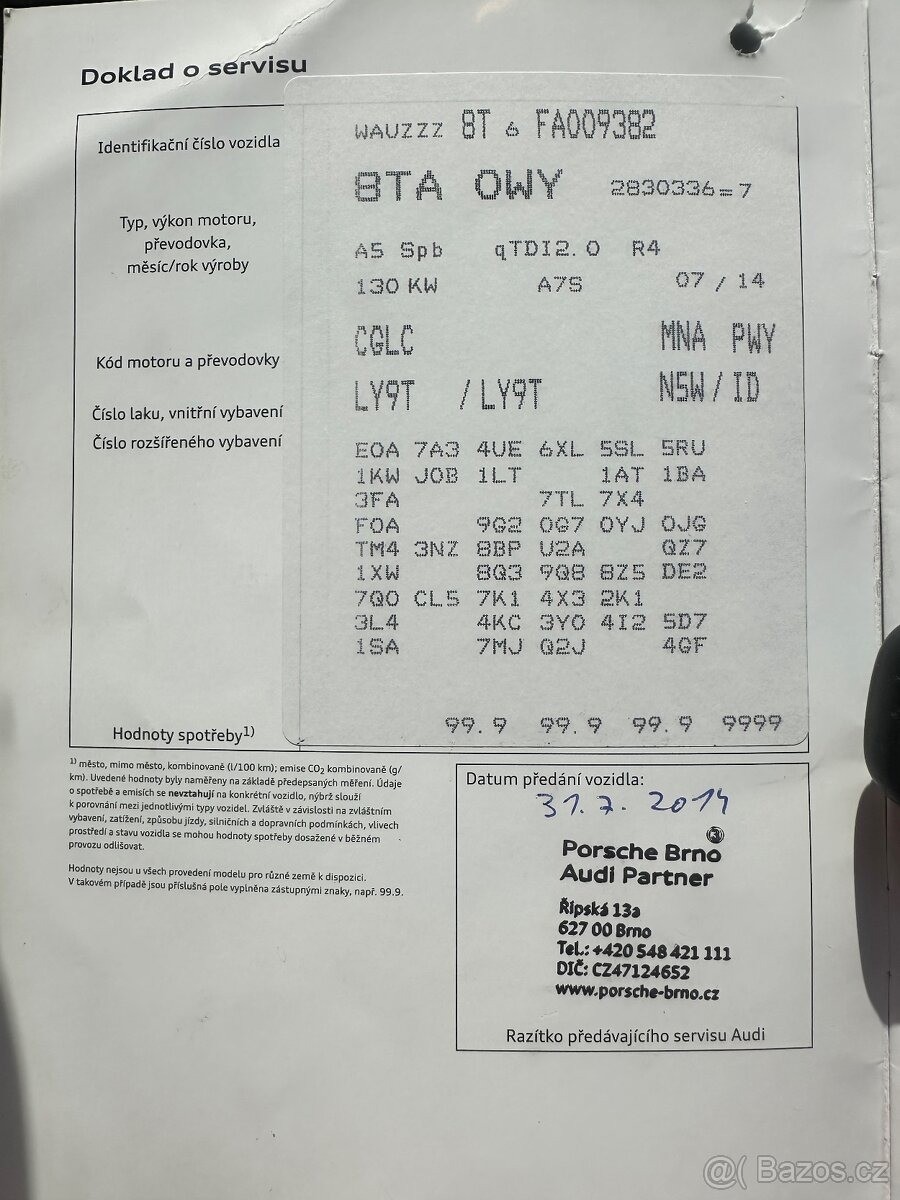 Doklad o servisu
Identifikační číslo vozidla
WAUZZZ 8T 6 FA009382
8TA 0WY 2830336=7
Typ, výkon motoru,
převodovka,
měsíc/rok výroby
A5 Spb qTDI2.0 R4
130 KW A7S 07 / 14
Kód motoru a převodovky
CGLC MNA PWY
Číslo laku, vnitřní vybavení
LY9T /LY9T N5W/ID
Číslo rozšířeného vybavení
E0A 7A3 4UE 6XL 5SL 5RU
1KW J0B 1LT 1AT 1BA
3FA 7TL 7X4
F0A 9G2 0G7 0YJ 0JG
TM4 3NZ 8BP U2A QZ7
1XW 8Q3 9Q8 8Z5 DE2
7Q0 CL5 7K1 4X3 2K1
3L4 4KC 3Y0 4I2 5D7
1SA 7MJ Q2J 4GF
Hodnoty spotřeby1)
99.9 99.9 99.9 9999
1) město, mimo město, kombinované (l/100 km); emise CO2 kombinované (g/
km). Uvedené hodnoty byly naměřeny na základě předepsaných měření. Údaje
o spotřebě a emisích se nevztahují na konkrétní vozidlo, nýbrž slouží
k porovnání mezi jednotlivými typy vozidel. Zvláště v závislosti na zvláštním
vybavení, zatížení, způsobu jízdy, silničních a dopravních podmínkách, vlivech
prostředí a stavu vozidla se mohou hodnoty spotřeby dosažené v běžném
provozu odlišovat.
Hodnoty nejsou u všech provedení modelu pro různé země k dispozici.
V takovém případě jsou příslušná pole vyplněna zástupnými znaky, např. 99.9.
Datum předání vozidla:
31.7.2014
3
Porsche Brno
Audi Partner
Řipská 13a
627 00 Brno
Tel.: +420 548 421 111
DIČ: CZ47124652
www.porsche-brno.cz
Razítko předávajícího servisu Audi
@( Bazos.cz